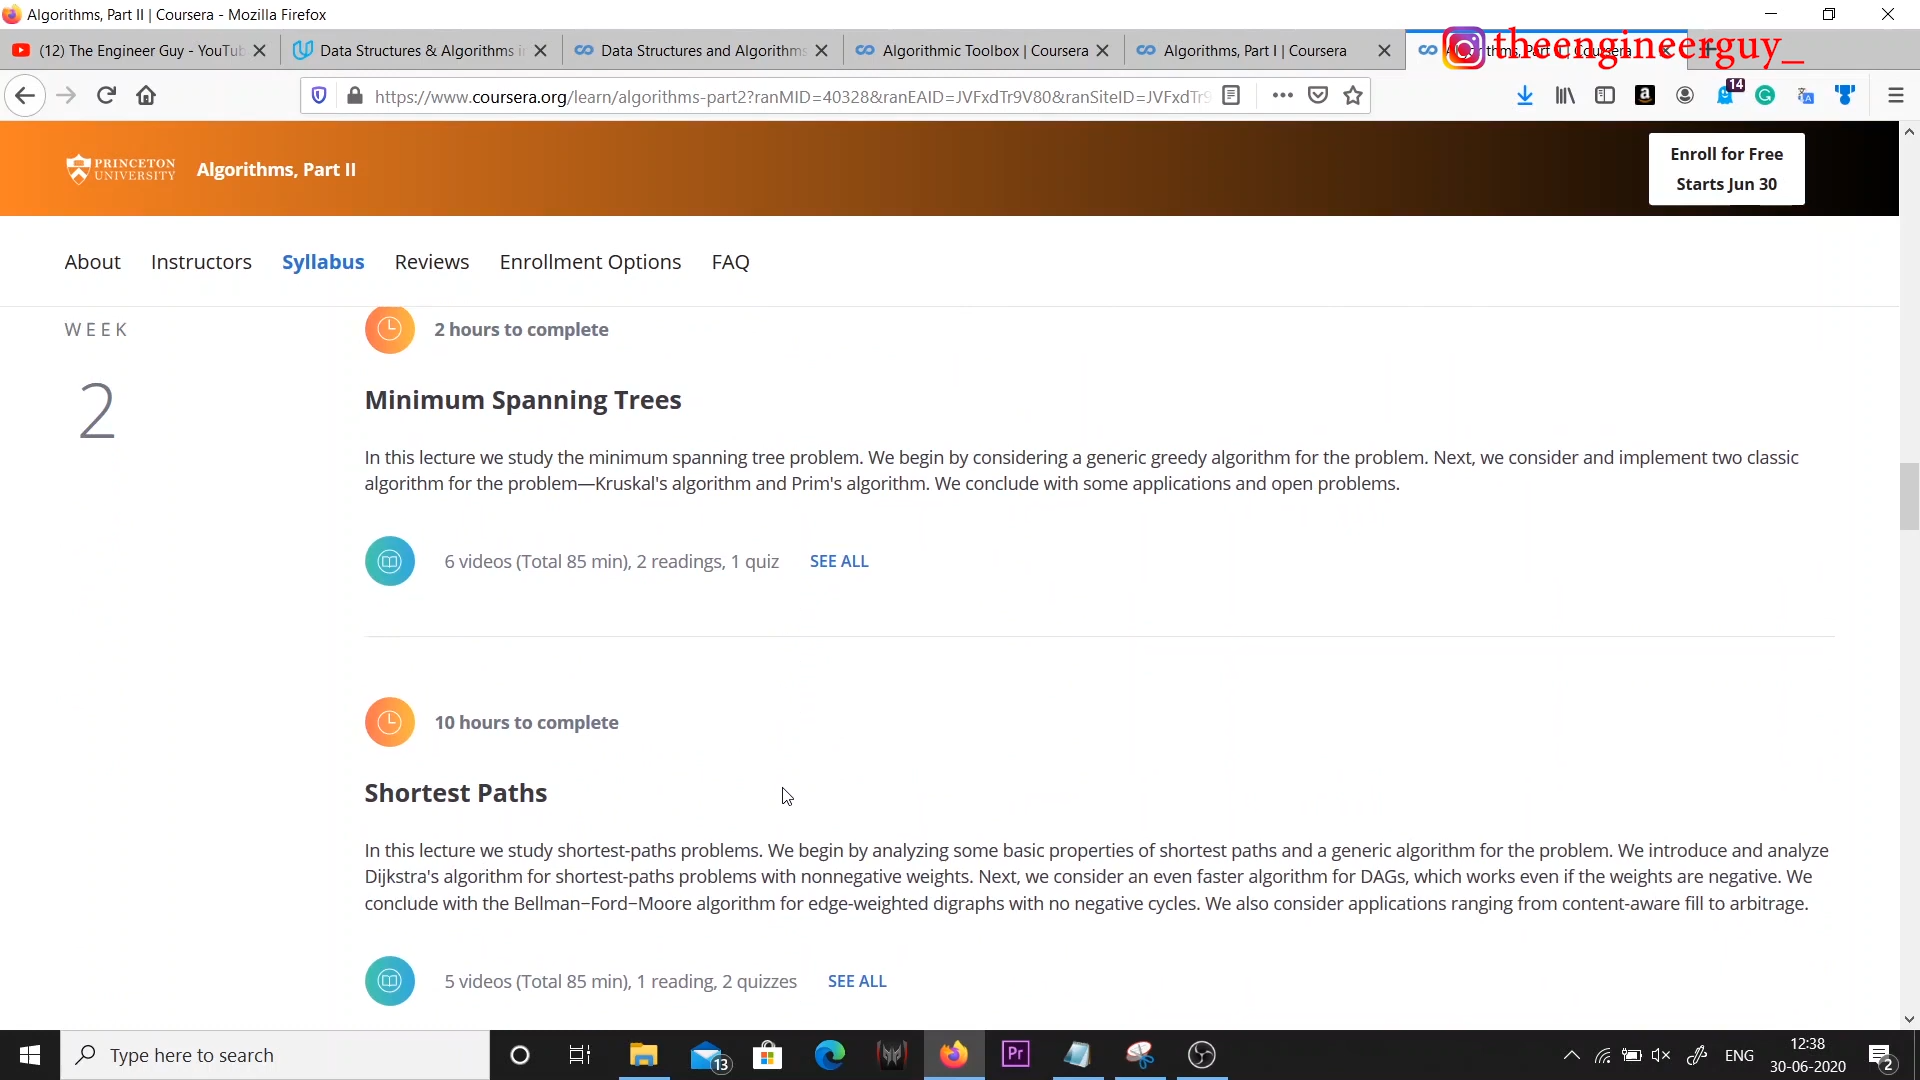 Algorithms, Part II | Coursera - Mozilla Firefox
(12) The Engineer Guy - YouTub
Data Structures & Algorithms i
Data Structures and Algorithms
Algorithmic Toolbox | Coursera
Algorithms, Part I | Coursera
theengineerguy_
https://www.coursera.org/learn/algorithms-part2?ranMID=40328&ranEAID=JVFxdTr9V80&ranSiteID=JVFxdTr9
14
PRINCETON
UNIVERSITY
Algorithms, Part II
Enroll for Free
Starts Jun 30
About Instructors Syllabus Reviews Enrollment Options FAQ
WEEK
2
2 hours to complete
Minimum Spanning Trees
In this lecture we study the minimum spanning tree problem. We begin by considering a generic greedy algorithm for the problem. Next, we consider and implement two classic
algorithm for the problem—Kruskal's algorithm and Prim's algorithm. We conclude with some applications and open problems.
6 videos (Total 85 min), 2 readings, 1 quiz SEE ALL
10 hours to complete
Shortest Paths
In this lecture we study shortest-paths problems. We begin by analyzing some basic properties of shortest paths and a generic algorithm for the problem. We introduce and analyze
Dijkstra's algorithm for shortest-paths problems with nonnegative weights. Next, we consider an even faster algorithm for DAGs, which works even if the weights are negative. We
conclude with the Bellman−Ford−Moore algorithm for edge-weighted digraphs with no negative cycles. We also consider applications ranging from content-aware fill to arbitrage.
5 videos (Total 85 min), 1 reading, 2 quizzes SEE ALL
Type here to search
13
Pr
ENG
12:38
30-06-2020
2